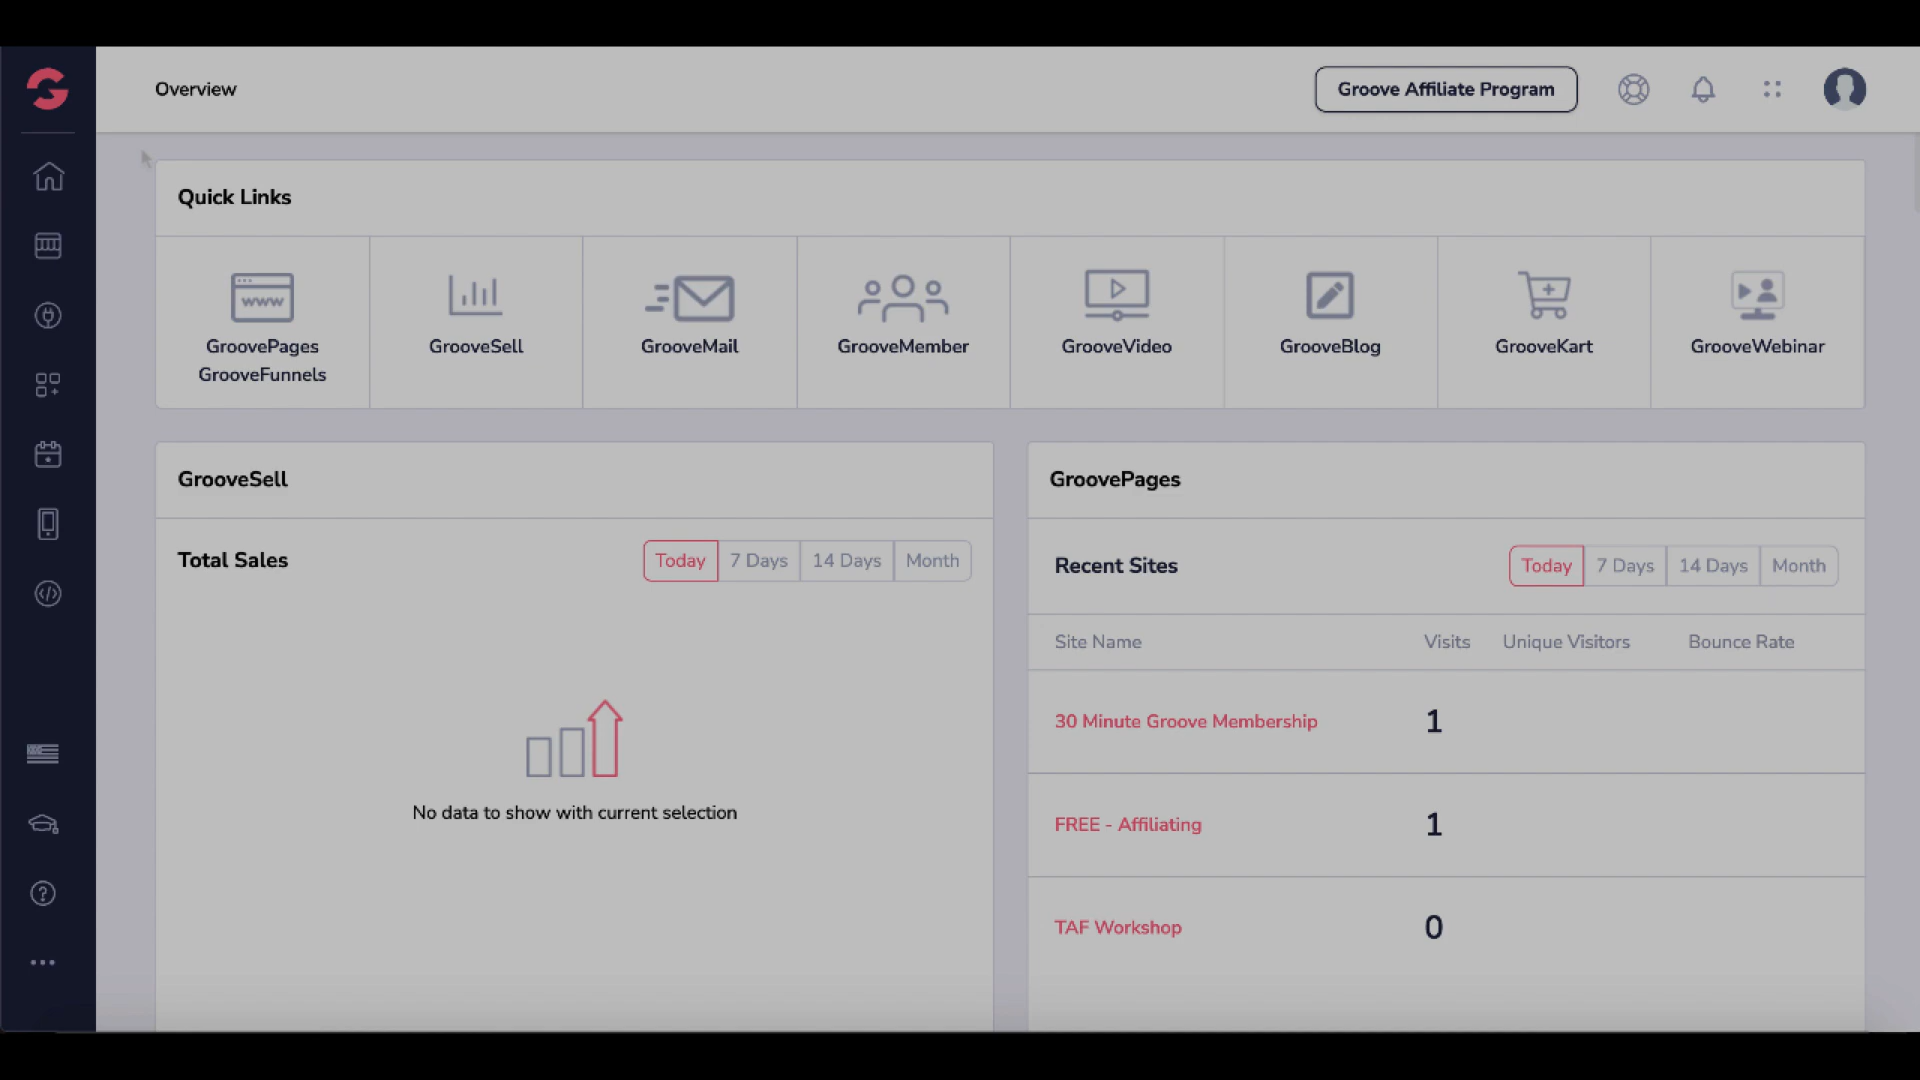 Overview
Groove Affiliate Program
Quick Links
www
GroovePages
GrooveFunnels
GrooveSell
GrooveMail
GrooveMember
GrooveVideo
GrooveBlog
GrooveKart
GrooveWebinar
GrooveSell
Total Sales
Today 7 Days 14 Days Month
No data to show with current selection
GroovePages
Recent Sites
Today 7 Days 14 Days Month
Site Name Visits Unique Visitors Bounce Rate
30 Minute Groove Membership 1
FREE - Affiliating 1
TAF Workshop 0